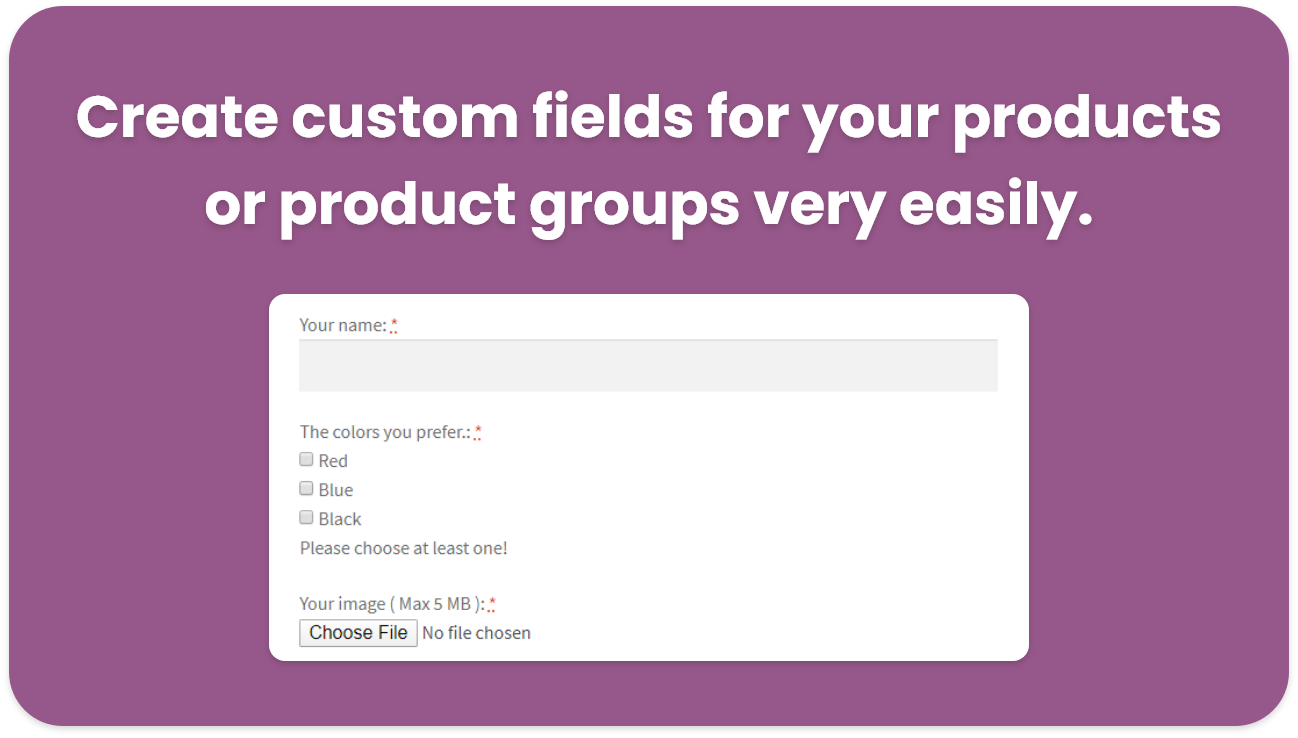 Create custom fields for your products
or product groups very easily.
Your name: *
The colors you prefer.: *
Red
Blue
Black
Please choose at least one!
Your image ( Max 5 MB ): *
Choose File No file chosen